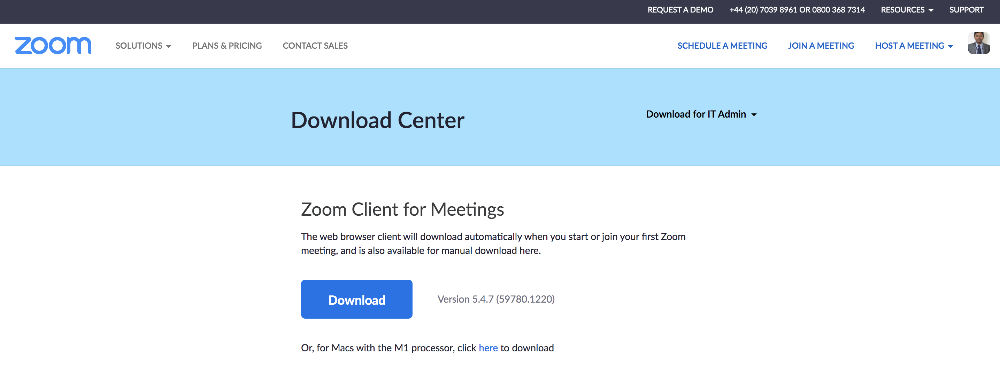 REQUEST A DEMO +44 (20) 7039 8961 OR 0800 368 7314 RESOURCES SUPPORT
zoom SOLUTIONS PLANS & PRICING CONTACT SALES SCHEDULE A MEETING JOIN A MEETING HOST A MEETING
Download Center
Download for IT Admin
Zoom Client for Meetings
The web browser client will download automatically when you start or join your first Zoom
meeting, and is also available for manual download here.
Download Version 5.4.7 (59780.1220)
Or, for Macs with the M1 processor, click here to download